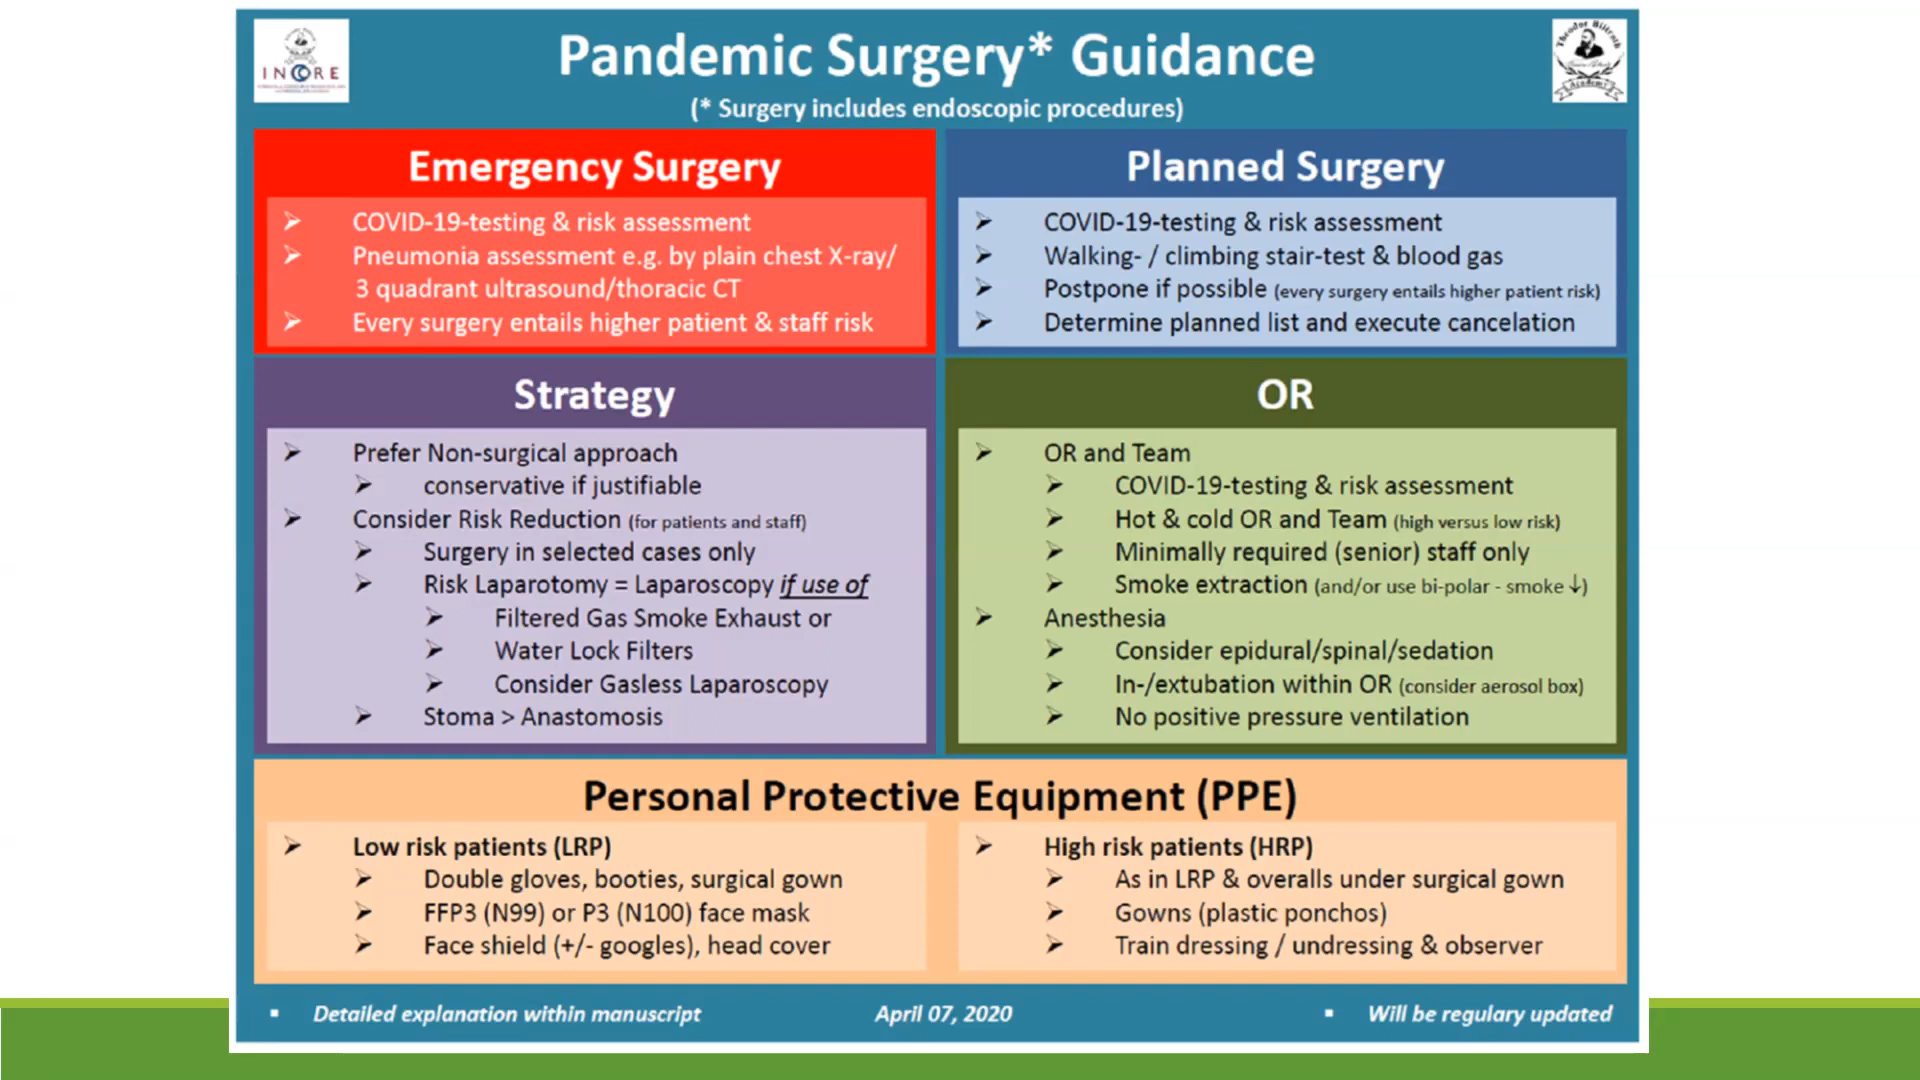 INCORE
Theodor Billroth
Academy
Pandemic Surgery* Guidance
(* Surgery includes endoscopic procedures)
Emergency Surgery
➢ COVID-19-testing & risk assessment
➢ Pneumonia assessment e.g. by plain chest X-ray/
3 quadrant ultrasound/thoracic CT
➢ Every surgery entails higher patient & staff risk
Planned Surgery
➢ COVID-19-testing & risk assessment
➢ Walking- / climbing stair-test & blood gas
➢ Postpone if possible (every surgery entails higher patient risk)
➢ Determine planned list and execute cancelation
Strategy
➢ Prefer Non-surgical approach
➢ conservative if justifiable
➢ Consider Risk Reduction (for patients and staff)
➢ Surgery in selected cases only
➢ Risk Laparotomy = Laparoscopy if use of
➢ Filtered Gas Smoke Exhaust or
➢ Water Lock Filters
➢ Consider Gasless Laparoscopy
➢ Stoma > Anastomosis
OR
➢ OR and Team
➢ COVID-19-testing & risk assessment
➢ Hot & cold OR and Team (high versus low risk)
➢ Minimally required (senior) staff only
➢ Smoke extraction (and/or use bi-polar - smoke ↓)
➢ Anesthesia
➢ Consider epidural/spinal/sedation
➢ In-/extubation within OR (consider aerosol box)
➢ No positive pressure ventilation
Personal Protective Equipment (PPE)
➢ Low risk patients (LRP)
➢ Double gloves, booties, surgical gown
➢ FFP3 (N99) or P3 (N100) face mask
➢ Face shield (+/- googles), head cover
➢ High risk patients (HRP)
➢ As in LRP & overalls under surgical gown
➢ Gowns (plastic ponchos)
➢ Train dressing / undressing & observer
▪ Detailed explanation within manuscript
April 07, 2020
▪ Will be regulary updated